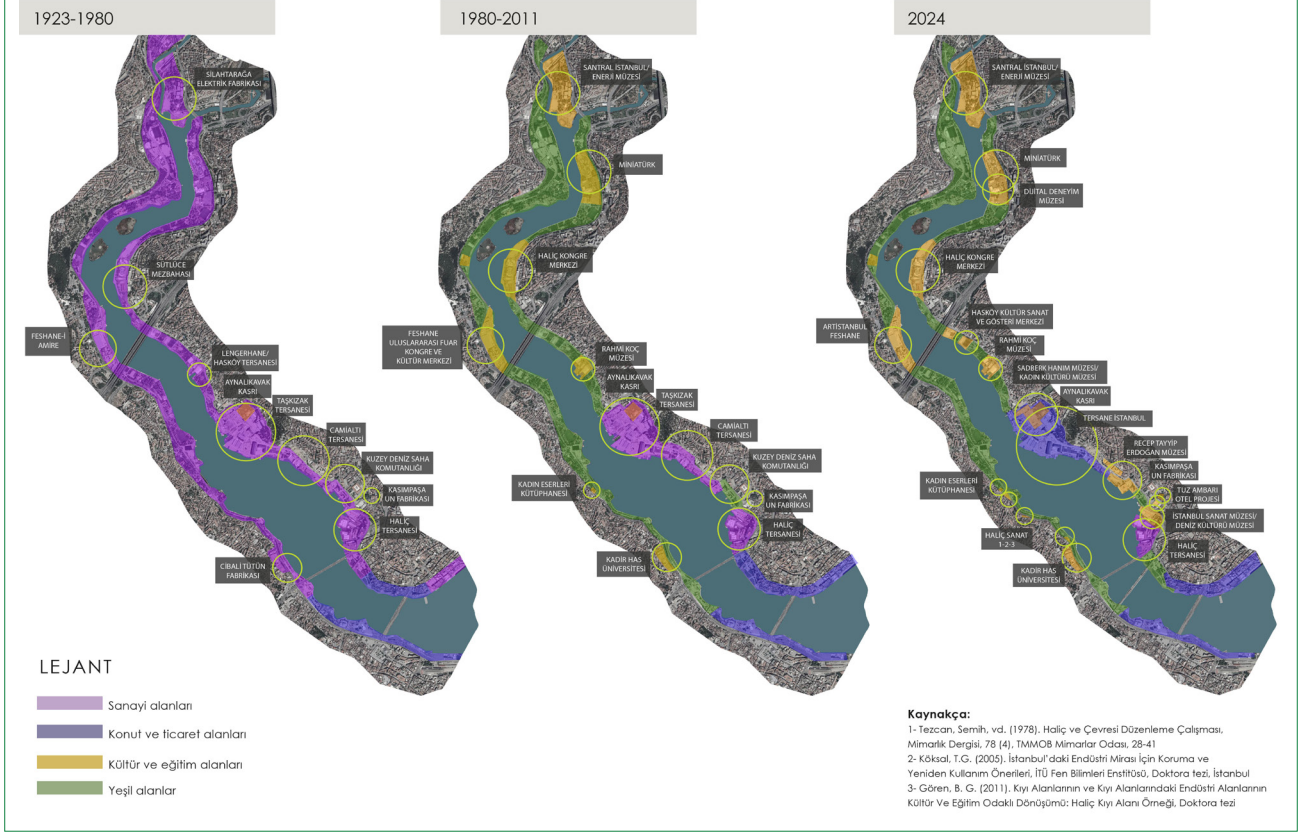 1923-1980
SİLAHTARAĞA
ELEKTRİK FABRİKASI
SÜTLÜCE
MEZBAHASI
FESHANE-İ
AMİRE
LENGERHANE/
HASKÖY TERSANESİ
AYNALIKAVAK
KASRI
TAŞKIZAK
TERSANESİ
CAMİALTI
TERSANESİ
KUZEY DENİZ SAHA
KOMUTANLIĞI
KASIMPAŞA
UN FABRİKASI
HALİÇ
TERSANESİ
CİBALİ TÜTÜN
FABRİKASI
1980-2011
SANTRAL İSTANBUL/
ENERJİ MÜZESİ
MİNİATÜRK
HALİÇ KONGRE
MERKEZİ
FESHANE
ULUSLARARASI FUAR
KONGRE VE
KÜLTÜR MERKEZİ
RAHMİ KOÇ
MÜZESİ
AYNALIKAVAK
KASRI
TAŞKIZAK
TERSANESİ
CAMİALTI
TERSANESİ
KUZEY DENİZ SAHA
KOMUTANLIĞI
KADIN ESERLERİ
KÜTÜPHANESİ
KASIMPAŞA
UN FABRİKASI
HALİÇ
TERSANESİ
KADİR HAS
ÜNİVERSİTESİ
2024
SANTRAL İSTANBUL/
ENERJİ MÜZESİ
MİNİATÜRK
DİJİTAL DENEYİM
MÜZESİ
HALİÇ KONGRE
MERKEZİ
HASKÖY KÜLTÜR SANAT
VE GÖSTERİ MERKEZİ
ARTİSTANBUL
FESHANE
RAHMİ KOÇ
MÜZESİ
SADBERK HANIM MÜZESİ/
KADIN KÜLTÜRÜ MÜZESİ
AYNALIKAVAK
KASRI
TERSANE İSTANBUL
RECEP TAYYİP
ERDOĞAN MÜZESİ
KASIMPAŞA
UN FABRİKASI
KADIN ESERLERİ
KÜTÜPHANESİ
TUZ AMBARI
OTEL PROJESİ
İSTANBUL SANAT MÜZESİ/
DENİZ KÜLTÜRÜ MÜZESİ
HALİÇ SANAT
1-2-3
HALİÇ
TERSANESİ
KADİR HAS
ÜNİVERSİTESİ
LEJANT
Sanayi alanları
Konut ve ticaret alanları
Kültür ve eğitim alanları
Yeşil alanlar
Kaynakça:
1- Tezcan, Semih, vd. (1978). Haliç ve Çevresi Düzenleme Çalışması,
Mimarlık Dergisi, 78 (4), TMMOB Mimarlar Odası, 28-41
2- Köksal, T.G. (2005). İstanbul'daki Endüstri Mirası İçin Koruma ve
Yeniden Kullanım Önerileri, İTÜ Fen Bilimleri Enstitüsü, Doktora tezi, İstanbul
3- Gören, B. G. (2011). Kıyı Alanlarının ve Kıyı Alanlarındaki Endüstri Alanlarının
Kültür Ve Eğitim Odaklı Dönüşümü: Haliç Kıyı Alanı Örneği, Doktora tezi